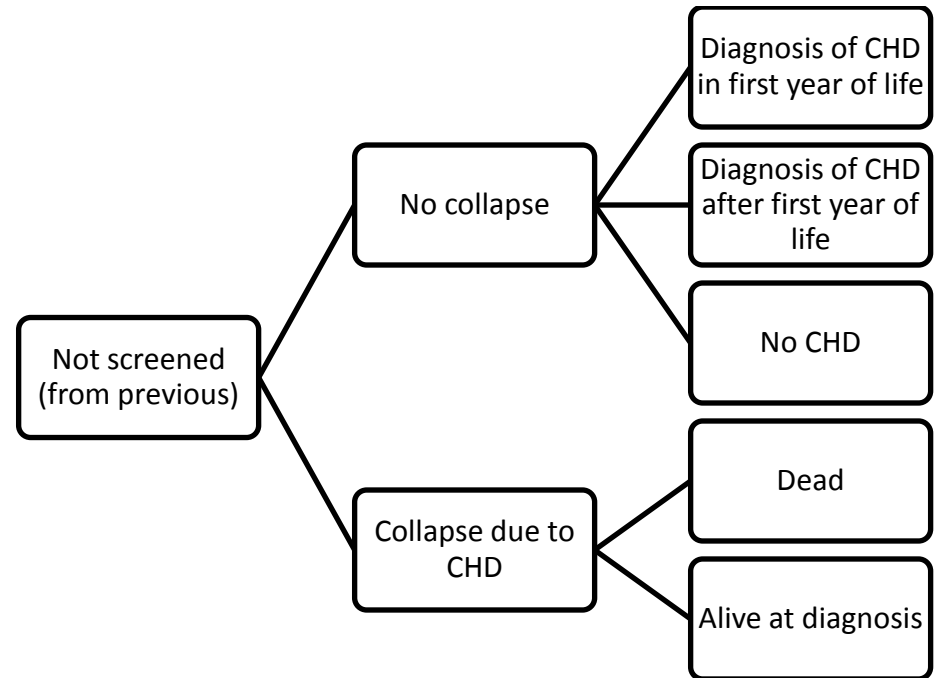 Diagnosis of CHD
in first year of life
No collapse
Diagnosis of CHD
after first year of
life
Not screened
(from previous)
No CHD
Collapse due to
CHD
Dead
Alive at diagnosis